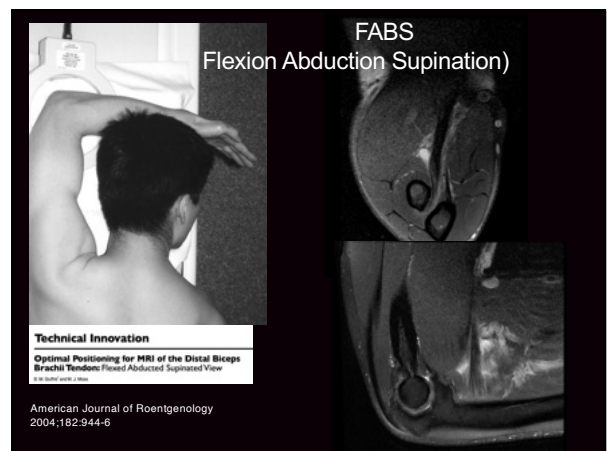 FABS
Flexion Abduction Supination)
Technical Innovation
Optimal Positioning for MRI of the Distal Biceps
Brachii Tendon: Flexed Abducted Supinated View
American Journal of Roentgenology
2004;182:944-6